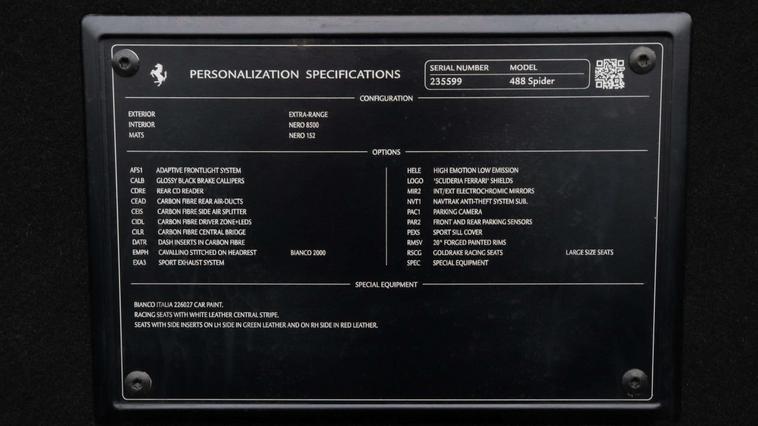 PERSONALIZATION SPECIFICATIONS
SERIAL NUMBER MODEL
235599 488 Spider
CONFIGURATION
EXTERIOR EXTRA-RANGE
INTERIOR NERO 8500
MATS NERO 152
OPTIONS
AFS1 ADAPTIVE FRONTLIGHT SYSTEM
CALB GLOSSY BLACK BRAKE CALLIPERS
CDRE REAR CD READER
CEAD CARBON FIBRE REAR AIR-DUCTS
CEIS CARBON FIBRE SIDE AIR SPLITTER
CIDL CARBON FIBRE DRIVER ZONE+LEDS
CILR CARBON FIBRE CENTRAL BRIDGE
DATR DASH INSERTS IN CARBON FIBRE
EMPH CAVALLINO STITCHED ON HEADREST BIANCO 2000
EXA3 SPORT EXHAUST SYSTEM
HELE HIGH EMOTION LOW EMISSION
LOGO 'SCUDERIA FERRARI' SHIELDS
MIR2 INT/EXT ELECTROCHROMIC MIRRORS
NVT1 NAVTRAK ANTI-THEFT SYSTEM SUB.
PAC1 PARKING CAMERA
PAR2 FRONT AND REAR PARKING SENSORS
PEXS SPORT SILL COVER
RMSV 20" FORGED PAINTED RIMS
RSCG GOLDRAKE RACING SEATS LARGE SIZE SEATS
SPEC SPECIAL EQUIPMENT
SPECIAL EQUIPMENT
BIANCO ITALIA 226027 CAR PAINT.
RACING SEATS WITH WHITE LEATHER CENTRAL STRIPE.
SEATS WITH SIDE INSERTS ON LH SIDE IN GREEN LEATHER AND ON RH SIDE IN RED LEATHER.